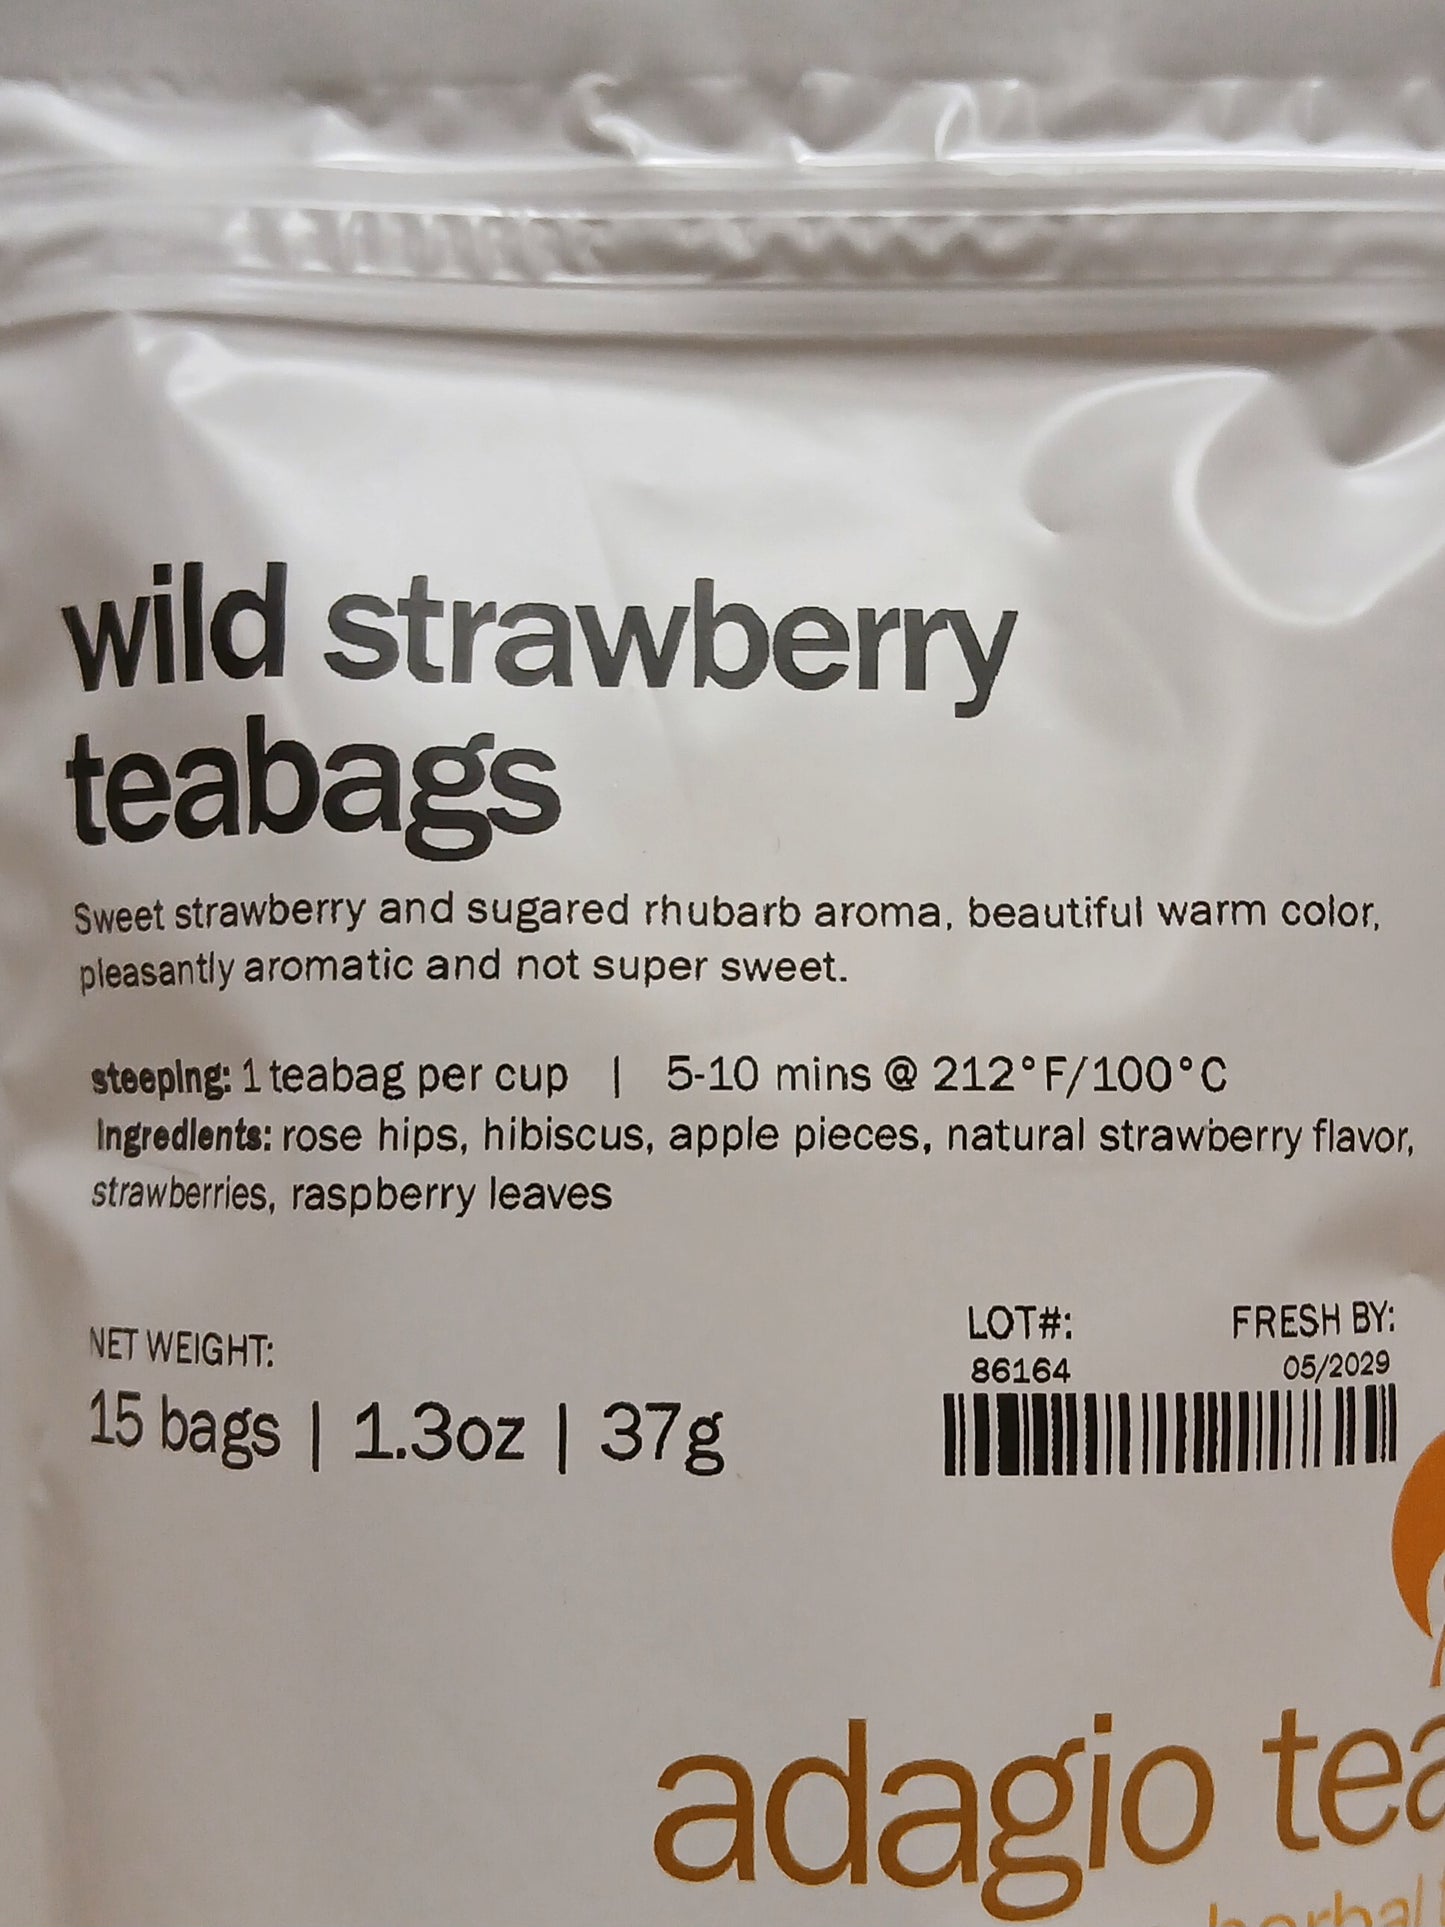 wild strawberry
teabags
Sweet strawberry and sugared rhubarb aroma, beautiful warm color,
pleasantly aromatic and not super sweet.
steeping: 1 teabag per cup | 5-10 mins @ 212°F/100°C
Ingredients: rose hips, hibiscus, apple pieces, natural strawberry flavor,
strawberries, raspberry leaves
NET WEIGHT:
15 bags | 1.3oz | 37g
LOT#: FRESH BY:
86164 05/2029
adagio tea
herbal